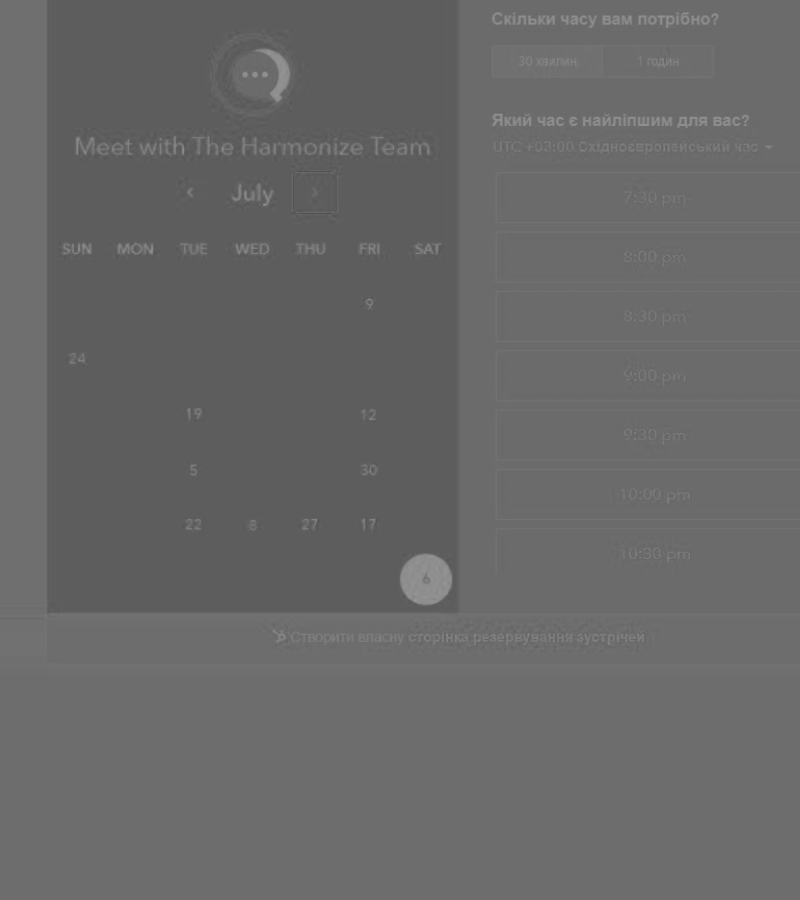 Meet with The Harmonize Team
July
SUN MON TUE WED THU FRI SAT
9
24
19 12
5 30
22 8 27 17
6
Скільки часу вам потрібно?
30 хвилин 1 годин
Який час є найліпшим для вас?
UTC +03:00 Східноєвропейський час
7:30 pm
8:00 pm
8:30 pm
9:00 pm
9:30 pm
10:00 pm
10:30 pm
Створити власну сторінка резервування зустрічей